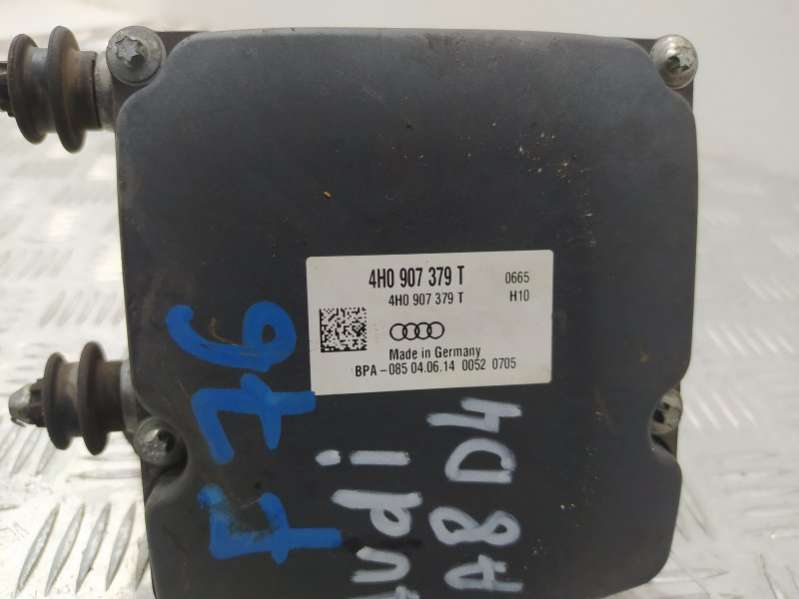 4H0 907 379 T 0665
4H0 907 379 T H10
Made in Germany
BPA-085 04.06.14 0052 0705
F76
Audi
A8 D4